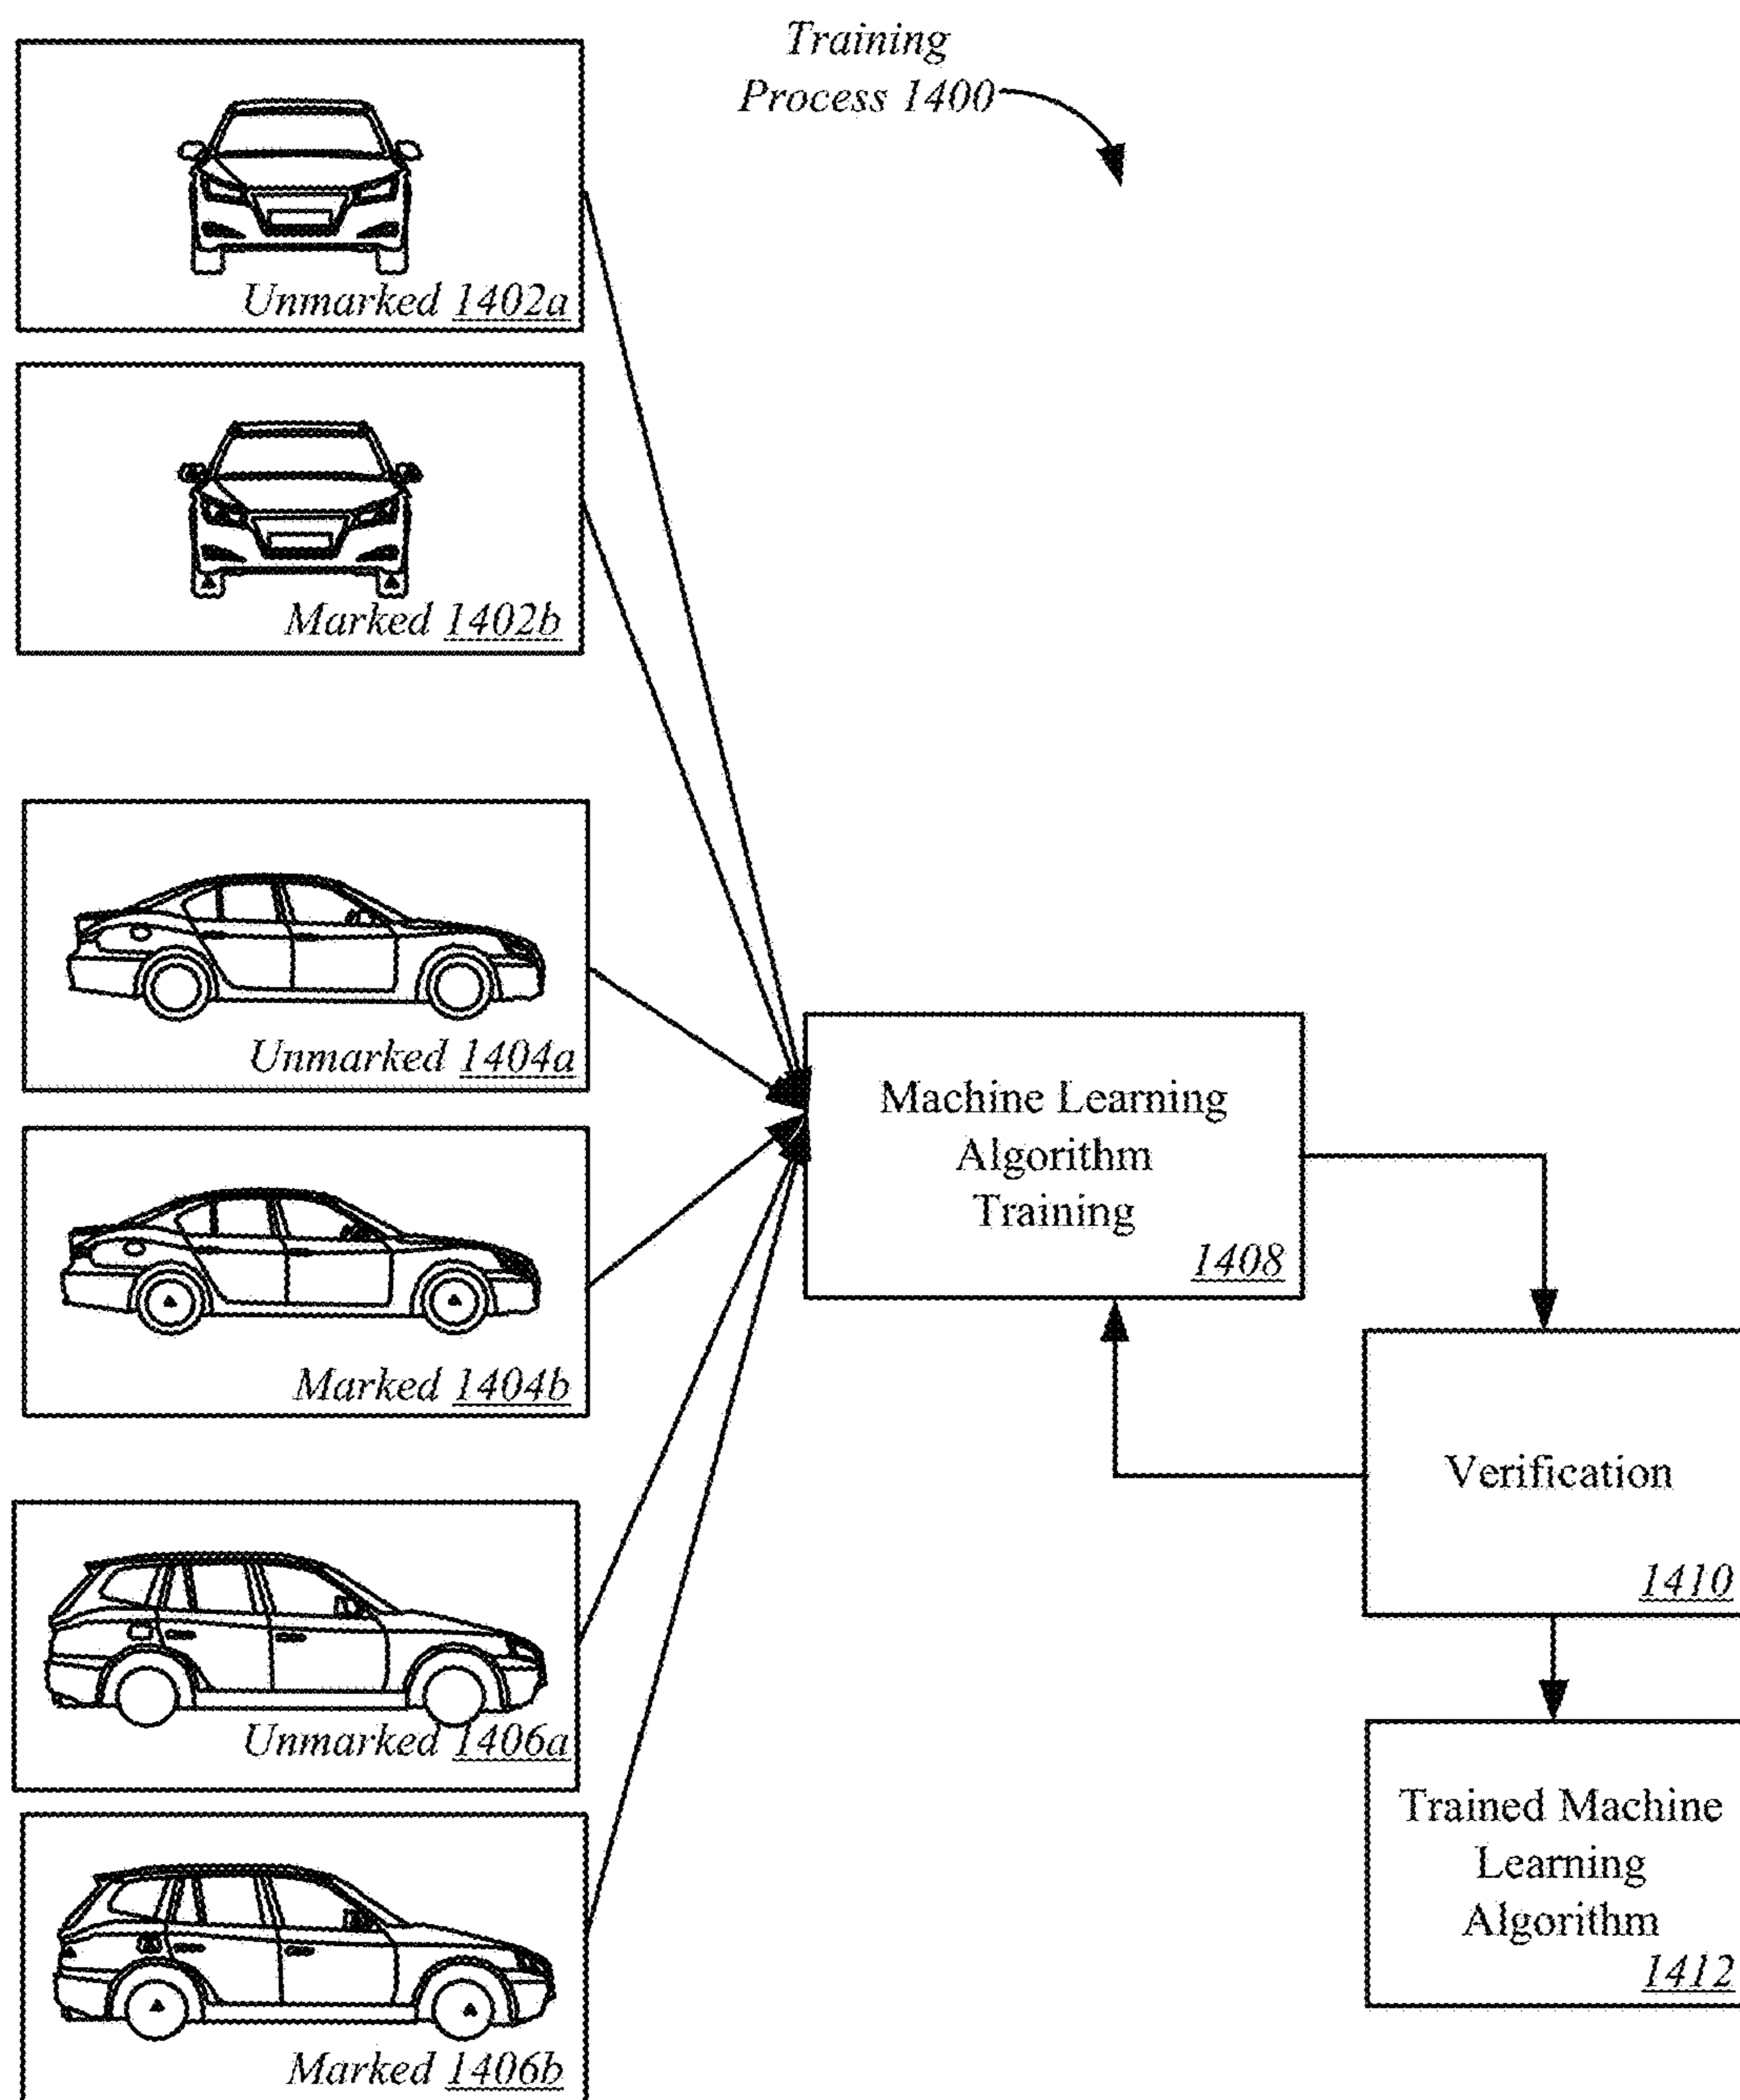 Training
Process 1400
Unmarked 1402a
Marked 1402b
Unmarked 1404a
Marked 1404b
Unmarked 1406a
Marked 1406b
Machine Learning
Algorithm
Training
1408
Verification
1410
Trained Machine
Learning
Algorithm
1412